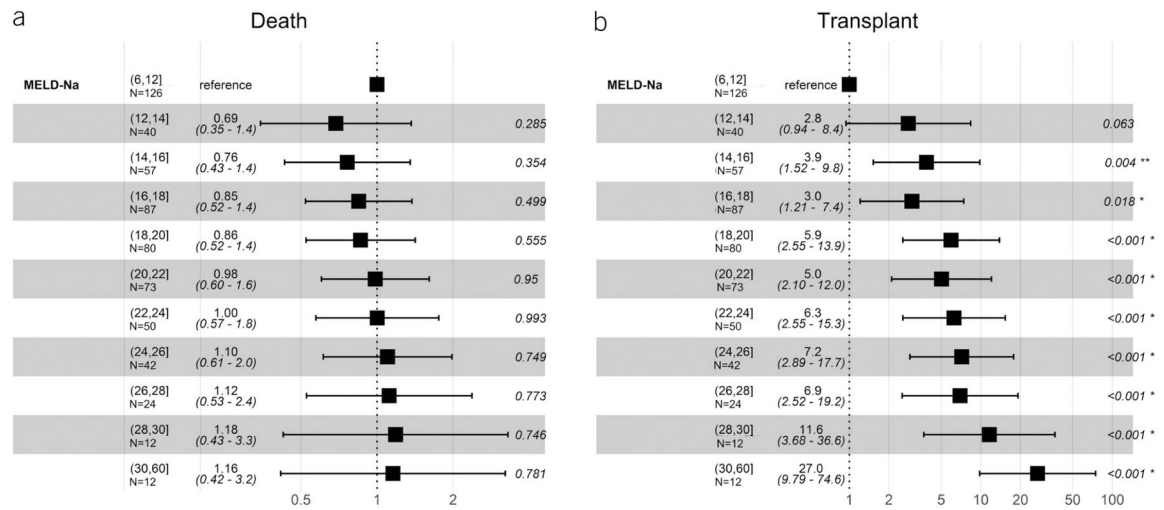 a
Death
MELD-Na
(6,12]
N=126
reference
(12,14]
N=40
0.69
(0.35 - 1.4)
0.285
(14,16]
N=57
0.76
(0.43 - 1.4)
0.354
(16,18]
N=87
0.85
(0.52 - 1.4)
0.499
(18,20]
N=80
0.86
(0.52 - 1.4)
0.555
(20,22]
N=73
0.98
(0.60 - 1.6)
0.95
(22,24]
N=50
1.00
(0.57 - 1.8)
0.993
(24,26]
N=42
1.10
(0.61 - 2.0)
0.749
(26,28]
N=24
1.12
(0.53 - 2.4)
0.773
(28,30]
N=12
1.18
(0.43 - 3.3)
0.746
(30,60]
N=12
1.16
(0.42 - 3.2)
0.781
0.5 1 2
b
Transplant
MELD-Na
(6,12]
N=126
reference
(12,14]
N=40
2.8
(0.94 - 8.4)
0.063
(14,16]
N=57
3.9
(1.52 - 9.8)
0.004 **
(16,18]
N=87
3.0
(1.21 - 7.4)
0.018 *
(18,20]
N=80
5.9
(2.55 - 13.9)
<0.001 *
(20,22]
N=73
5.0
(2.10 - 12.0)
<0.001 *
(22,24]
N=50
6.3
(2.55 - 15.3)
<0.001 *
(24,26]
N=42
7.2
(2.89 - 17.7)
<0.001 *
(26,28]
N=24
6.9
(2.52 - 19.2)
<0.001 *
(28,30]
N=12
11.6
(3.68 - 36.6)
<0.001 *
(30,60]
N=12
27.0
(9.79 - 74.6)
<0.001 *
1 2 5 10 20 50 100